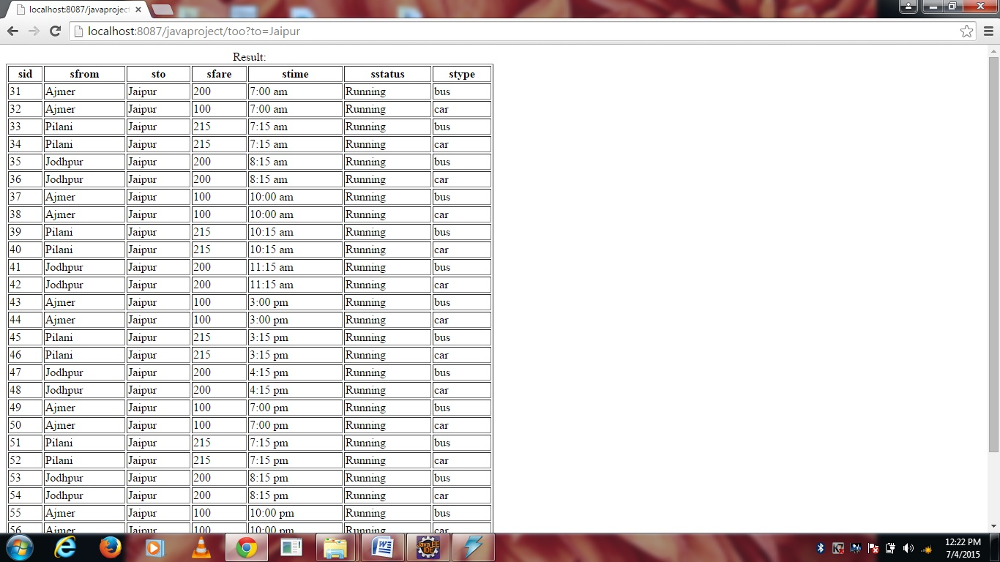 localhost:8087/javaproject
localhost:8087/javaproject/too?to=Jaipur
Result:
sid sfrom sto sfare stime sstatus stype
31 Ajmer Jaipur 200 7:00 am Running bus
32 Ajmer Jaipur 100 7:00 am Running car
33 Pilani Jaipur 215 7:15 am Running bus
34 Pilani Jaipur 215 7:15 am Running car
35 Jodhpur Jaipur 200 8:15 am Running bus
36 Jodhpur Jaipur 200 8:15 am Running car
37 Ajmer Jaipur 100 10:00 am Running bus
38 Ajmer Jaipur 100 10:00 am Running car
39 Pilani Jaipur 215 10:15 am Running bus
40 Pilani Jaipur 215 10:15 am Running car
41 Jodhpur Jaipur 200 11:15 am Running bus
42 Jodhpur Jaipur 200 11:15 am Running car
43 Ajmer Jaipur 100 3:00 pm Running bus
44 Ajmer Jaipur 100 3:00 pm Running car
45 Pilani Jaipur 215 3:15 pm Running bus
46 Pilani Jaipur 215 3:15 pm Running car
47 Jodhpur Jaipur 200 4:15 pm Running bus
48 Jodhpur Jaipur 200 4:15 pm Running car
49 Ajmer Jaipur 100 7:00 pm Running bus
50 Ajmer Jaipur 100 7:00 pm Running car
51 Pilani Jaipur 215 7:15 pm Running bus
52 Pilani Jaipur 215 7:15 pm Running car
53 Jodhpur Jaipur 200 8:15 pm Running bus
54 Jodhpur Jaipur 200 8:15 pm Running car
55 Ajmer Jaipur 100 10:00 pm Running bus
56 Ajmer Jaipur 100 10:00 pm Running car
Java EE
IDE
12:22 PM
7/4/2015